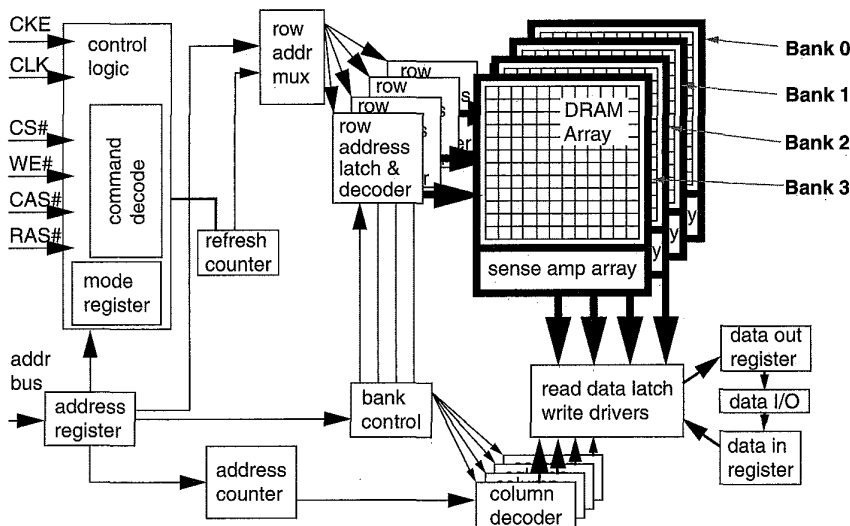 CKE
CLK
CS#
WE#
CAS#
RAS#
control
logic
command
decode
mode
register
addr
bus
address
register
refresh
counter
row
addr
mux
row
row
row
row
address
latch &
decoder
s
s
s
er
r
DRAM
Array
sense amp array
y
y
y
Bank 0
Bank 1
Bank 2
Bank 3
bank
control
address
counter
column
decoder
read data latch
write drivers
data out
register
data I/O
data in
register